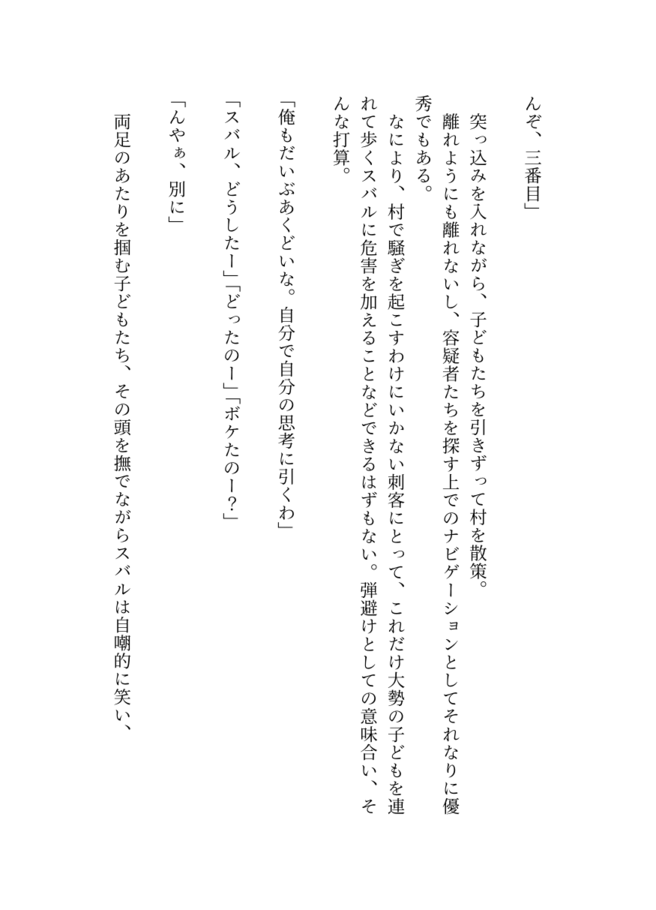 んぞ、三番目」
　突っ込みを入れながら、子どもたちを引きずって村を散策。
　離れようにも離れないし、容疑者たちを探す上でのナビゲーションとしてそれなりに優
秀でもある。
　なにより、村で騒ぎを起こすわけにいかない刺客にとって、これだけ大勢の子どもを連
れて歩くスバルに危害を加えることなどできるはずもない。弾避けとしての意味合い、そ
んな打算。
「俺もだいぶあくどいな。自分で自分の思考に引くわ」
「スバル、どうしたー」「どったのー」「ボケたのー？」
「んやぁ、別に」
　両足のあたりを掴む子どもたち、その頭を撫でながらスバルは自嘲的に笑い、